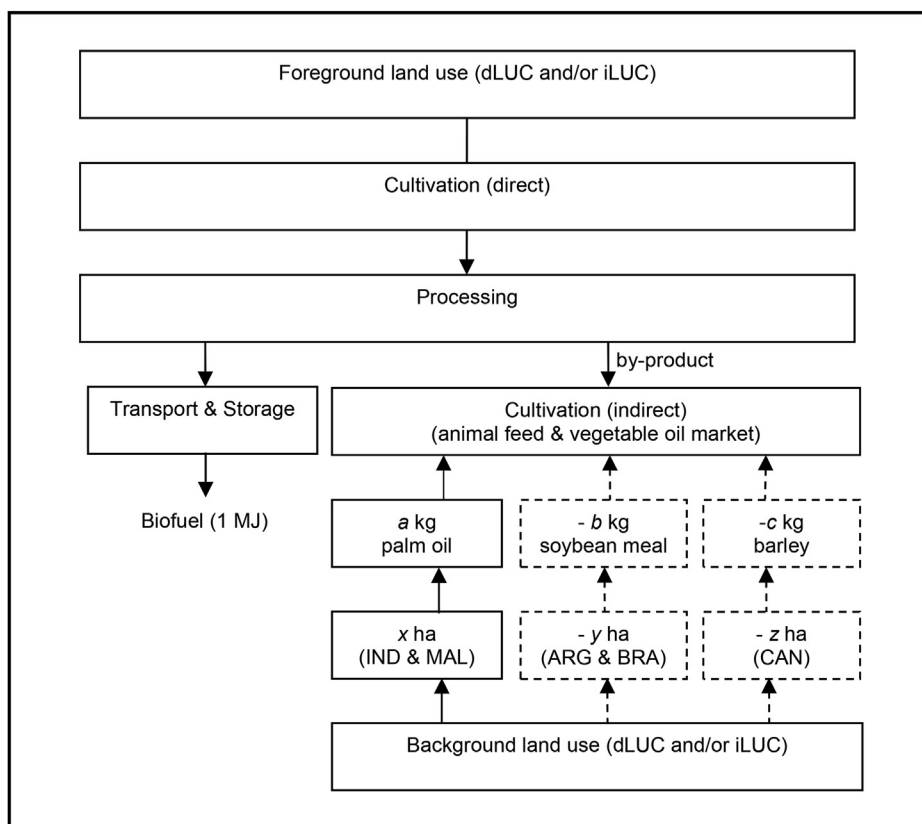 Foreground land use (dLUC and/or iLUC)
Cultivation (direct)
Processing
by-product
Transport & Storage
Cultivation (indirect)
(animal feed & vegetable oil market)
Biofuel (1 MJ)
a kg
palm oil
- b kg
soybean meal
-c kg
barley
x ha
(IND & MAL)
- y ha
(ARG & BRA)
- z ha
(CAN)
Background land use (dLUC and/or iLUC)